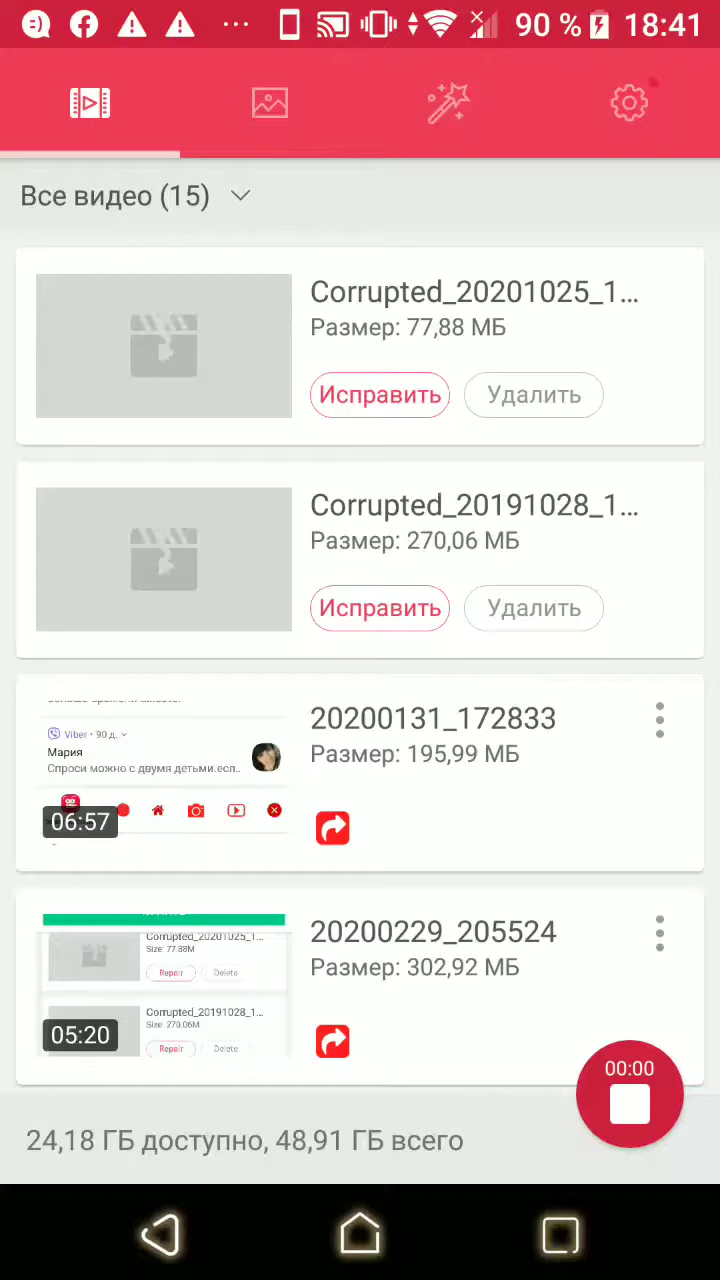 90 % 18:41
Все видео (15)
Corrupted_20201025_1...
Размер: 77,88 МБ
Исправить Удалить
Corrupted_20191028_1...
Размер: 270,06 МБ
Исправить Удалить
Viber • 90 д.
Мария
Спроси можно с двумя детьми.если..
06:57
20200131_172833
Размер: 195,99 МБ
Corrupted_20201025_1...
Size: 77.88M
Repair Delete
Corrupted_20191028_1...
Size: 270.06M
Repair Delete
05:20
20200229_205524
Размер: 302,92 МБ
00:00
24,18 ГБ доступно, 48,91 ГБ всего